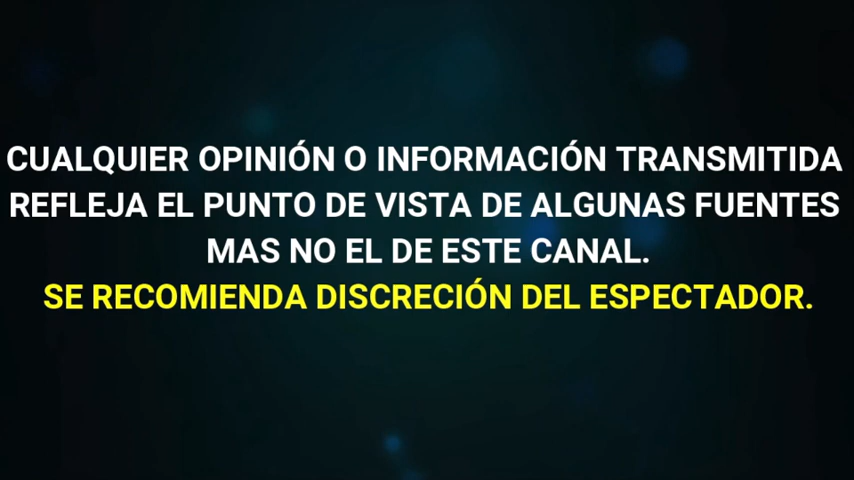 CUALQUIER OPINIÓN O INFORMACIÓN TRANSMITIDA
REFLEJA EL PUNTO DE VISTA DE ALGUNAS FUENTES
MAS NO EL DE ESTE CANAL.
SE RECOMIENDA DISCRECIÓN DEL ESPECTADOR.